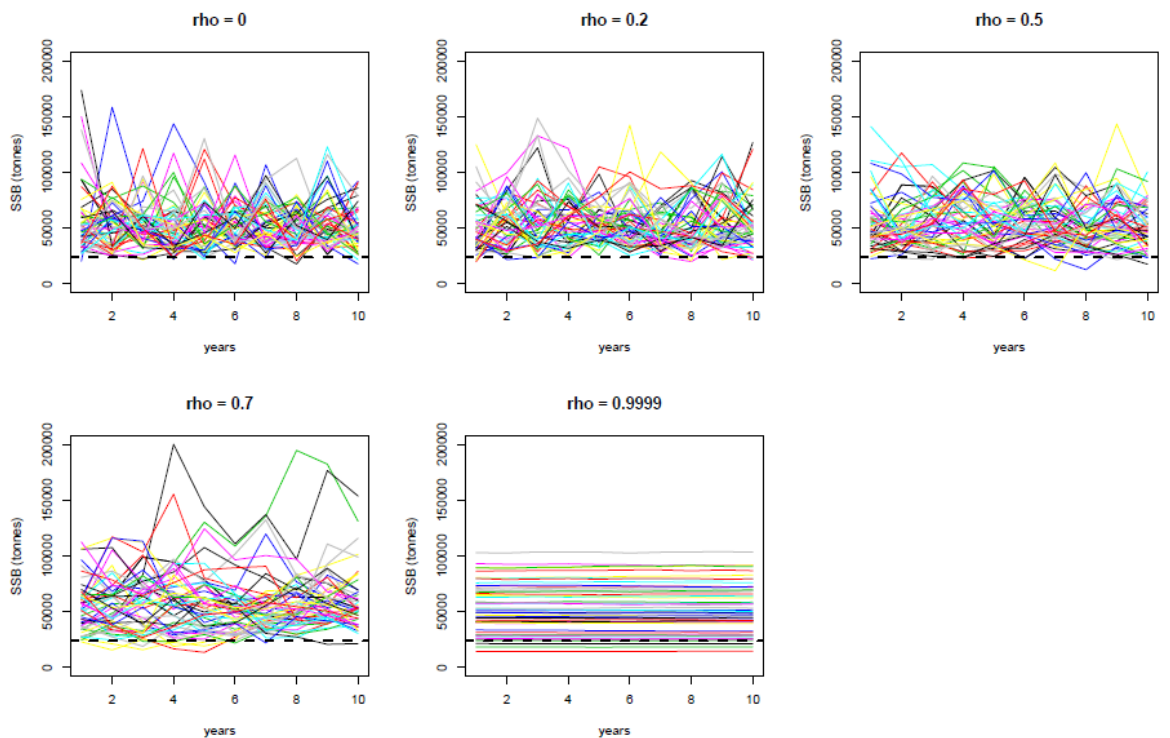 rho = 0
SSB (tonnes)
0
50000
100000
150000
200000
2 4 6 8 10
years
rho = 0.2
SSB (tonnes)
0
50000
100000
150000
200000
2 4 6 8 10
years
rho = 0.5
SSB (tonnes)
0
50000
100000
150000
200000
2 4 6 8 10
years
rho = 0.7
SSB (tonnes)
0
50000
100000
150000
200000
2 4 6 8 10
years
rho = 0.9999
SSB (tonnes)
0
50000
100000
150000
200000
2 4 6 8 10
years